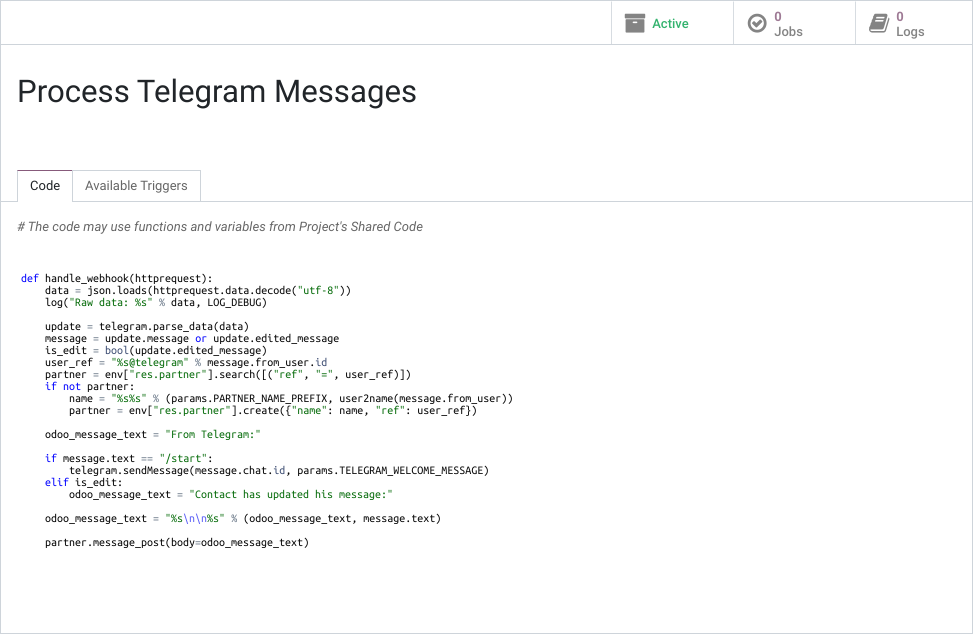 Active
0
Jobs
0
Logs
Process Telegram Messages
Code
Available Triggers
# The code may use functions and variables from Project's Shared Code
def handle_webhook(httprequest):
    data = json.loads(httprequest.data.decode("utf-8"))
    log("Raw data: %s" % data, LOG_DEBUG)

    update = telegram.parse_data(data)
    message = update.message or update.edited_message
    is_edit = bool(update.edited_message)
    user_ref = "%s@telegram" % message.from_user.id
    partner = env["res.partner"].search([("ref", "=", user_ref)])
    if not partner:
        name = "%s%s" % (params.PARTNER_NAME_PREFIX, user2name(message.from_user))
        partner = env["res.partner"].create({"name": name, "ref": user_ref})

    odoo_message_text = "From Telegram:"

    if message.text == "/start":
        telegram.sendMessage(message.chat.id, params.TELEGRAM_WELCOME_MESSAGE)
    elif is_edit:
        odoo_message_text = "Contact has updated his message:"

    odoo_message_text = "%s\n\n%s" % (odoo_message_text, message.text)

    partner.message_post(body=odoo_message_text)